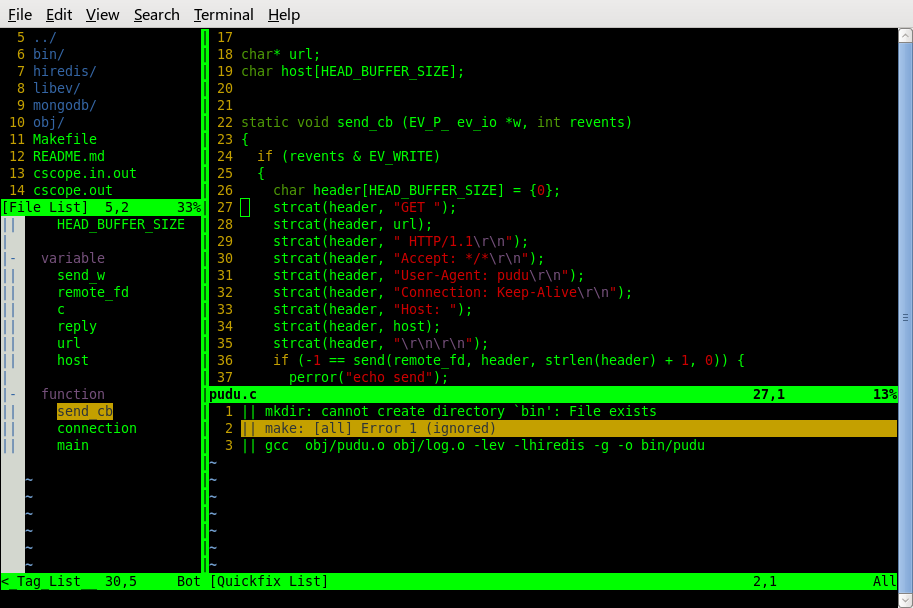 File Edit View Search Terminal Help
5 ../
6 bin/
7 hiredis/
8 libev/
9 mongodb/
10 obj/
11 Makefile
12 README.md
13 cscope.in.out
14 cscope.out
[File List] 5,2 33%
|| HEAD_BUFFER_SIZE
|
|- variable
|| send_w
|| remote_fd
|| c
|| reply
|| url
|| host
|
|- function
|| send_cb
|| connection
|| main
~
~
~
~
~
~
<_Tag_List__ 30,5 Bot
17
18 char* url;
19 char host[HEAD_BUFFER_SIZE];
20
21
22 static void send_cb (EV_P_ ev_io *w, int revents)
23 {
24   if (revents & EV_WRITE)
25   {
26     char header[HEAD_BUFFER_SIZE] = {0};
27     strcat(header, "GET ");
28     strcat(header, url);
29     strcat(header, " HTTP/1.1\r\n");
30     strcat(header, "Accept: */*\r\n");
31     strcat(header, "User-Agent: pudu\r\n");
32     strcat(header, "Connection: Keep-Alive\r\n");
33     strcat(header, "Host: ");
34     strcat(header, host);
35     strcat(header, "\r\n\r\n");
36     if (-1 == send(remote_fd, header, strlen(header) + 1, 0)) {
37       perror("echo send");
pudu.c 27,1 13%
1 || mkdir: cannot create directory `bin': File exists
2 || make: [all] Error 1 (ignored)
3 || gcc  obj/pudu.o obj/log.o -lev -lhiredis -g -o bin/pudu
~
~
~
~
~
~
~
[Quickfix List] 2,1 All